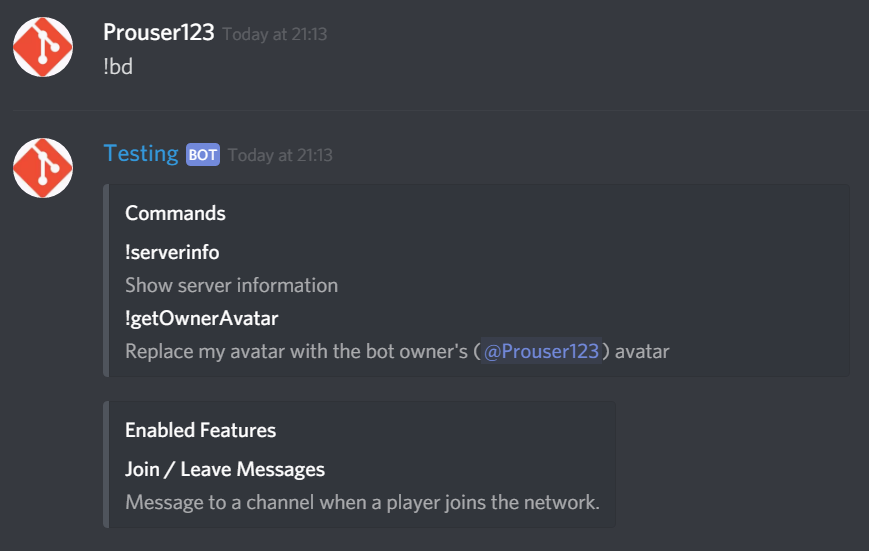 Prouser123 Today at 21:13
!bd
Testing BOT Today at 21:13
Commands
!serverinfo
Show server information
!getOwnerAvatar
Replace my avatar with the bot owner's (@Prouser123) avatar
Enabled Features
Join / Leave Messages
Message to a channel when a player joins the network.